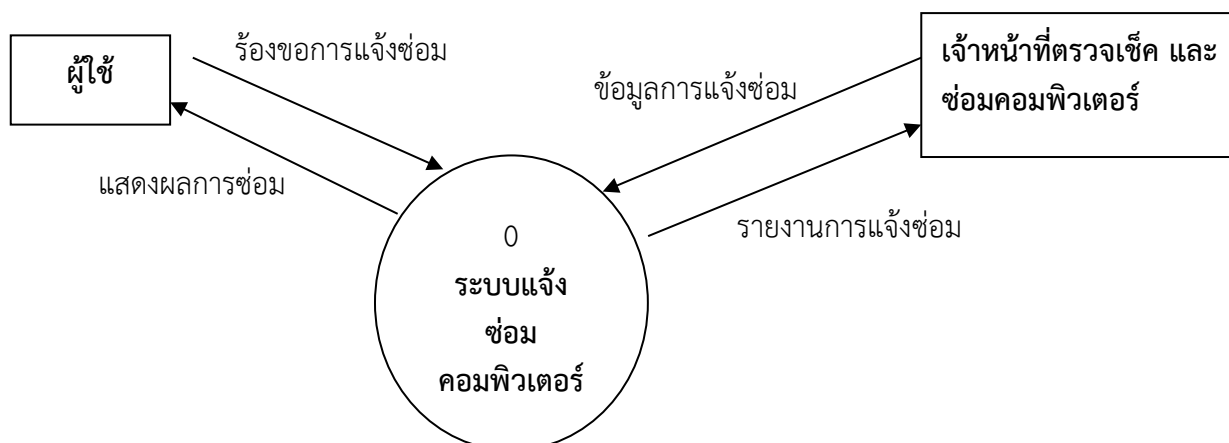 ผู้ใช้
ร้องขอการแจ้งซ่อม
ข้อมูลการแจ้งซ่อม
เจ้าหน้าที่ตรวจเช็ค และ
ซ่อมคอมพิวเตอร์
แสดงผลการซ่อม
รายงานการแจ้งซ่อม
0
ระบบแจ้ง
ซ่อม
คอมพิวเตอร์